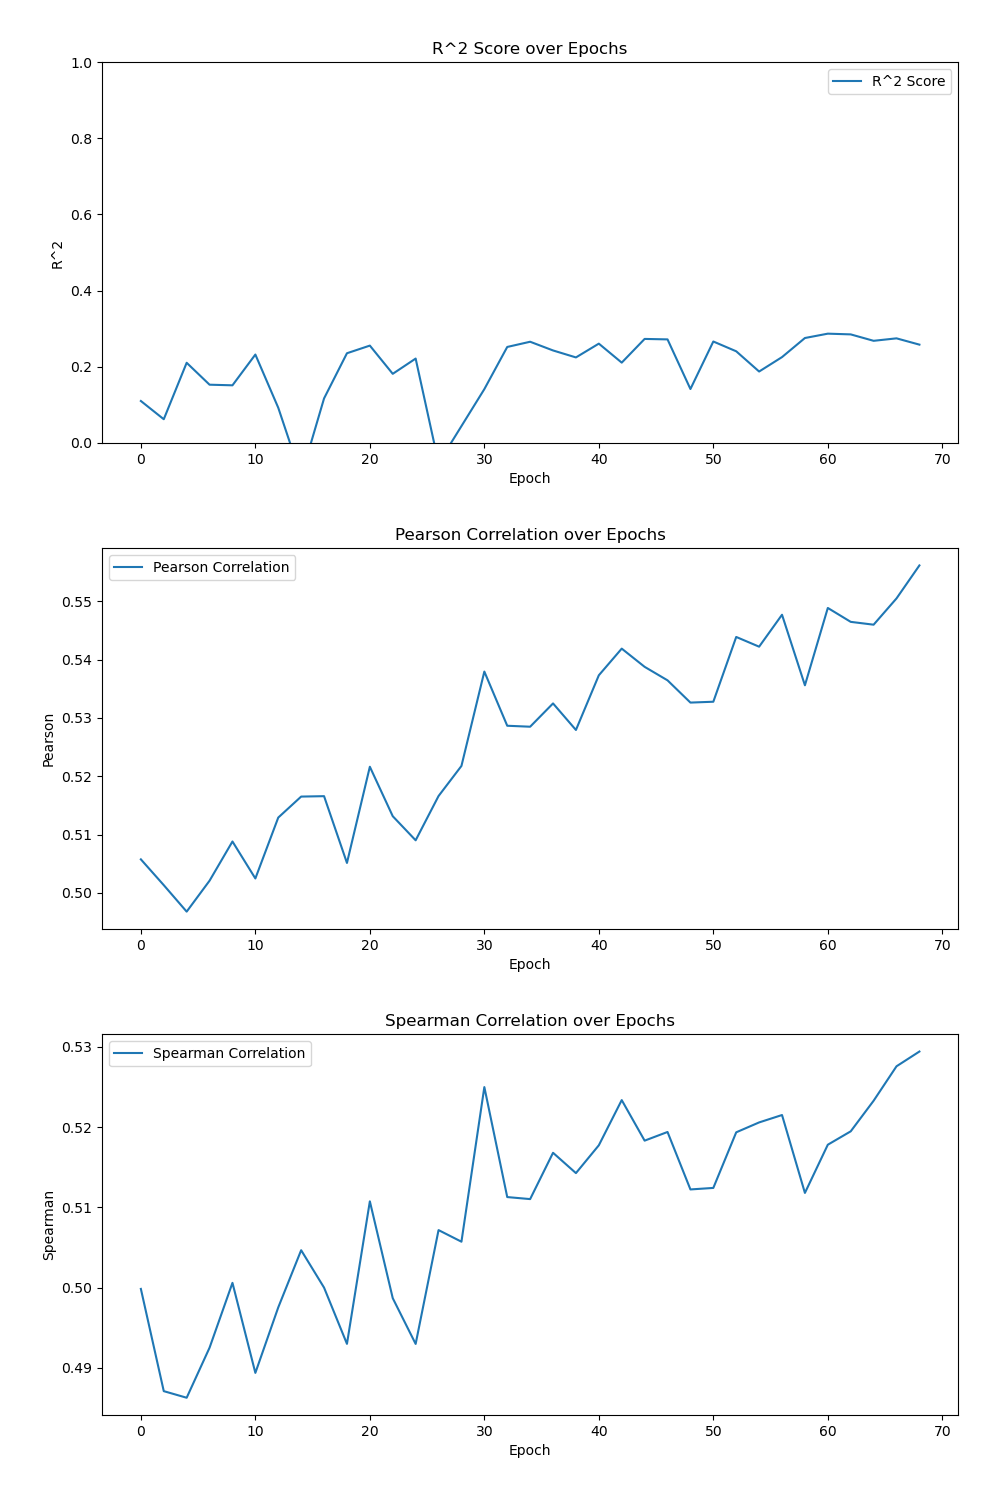 R^2 Score over Epochs
1.0
R^2 Score
0.8
0.6
R^2
0.4
0.2
0.0
0 10 20 30 40 50 60 70
Epoch
Pearson Correlation over Epochs
Pearson Correlation
0.55
0.54
0.53
Pearson
0.52
0.51
0.50
0 10 20 30 40 50 60 70
Epoch
Spearman Correlation over Epochs
0.53
Spearman Correlation
0.52
0.51
Spearman
0.50
0.49
0 10 20 30 40 50 60 70
Epoch